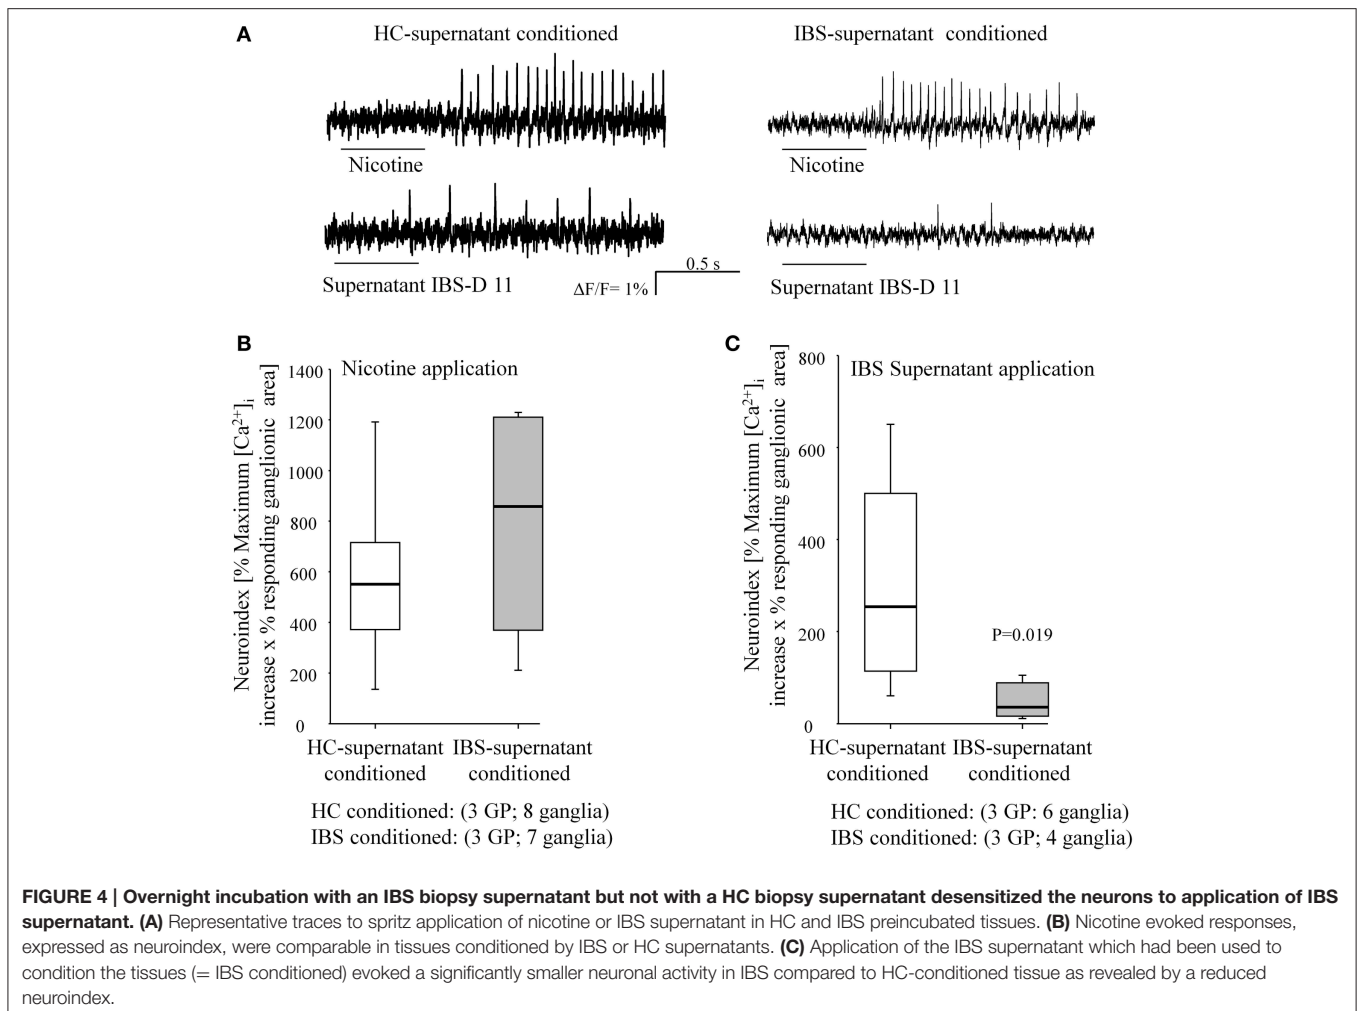 A
HC-supernatant conditioned
IBS-supernatant conditioned
Nicotine
Nicotine
Supernatant IBS-D 11
ΔF/F= 1%
0.5 s
Supernatant IBS-D 11
B
Nicotine application
Neuroindex [% Maximum [Ca2+]i
increase x % responding ganglionic area]
1400
1200
1000
800
600
400
200
0
HC-supernatant
conditioned
IBS-supernatant
conditioned
HC conditioned: (3 GP; 8 ganglia)
IBS conditioned: (3 GP; 7 ganglia)
C
IBS Supernatant application
Neuroindex [% Maximum [Ca2+]i
increase x % responding ganglionic area]
800
600
400
200
0
P=0.019
HC-supernatant
conditioned
IBS-supernatant
conditioned
HC conditioned: (3 GP: 6 ganglia)
IBS conditioned: (3 GP; 4 ganglia)
FIGURE 4 | Overnight incubation with an IBS biopsy supernatant but not with a HC biopsy supernatant desensitized the neurons to application of IBS
supernatant. (A) Representative traces to spritz application of nicotine or IBS supernatant in HC and IBS preincubated tissues. (B) Nicotine evoked responses,
expressed as neuroindex, were comparable in tissues conditioned by IBS or HC supernatants. (C) Application of the IBS supernatant which had been used to
condition the tissues (= IBS conditioned) evoked a significantly smaller neuronal activity in IBS compared to HC-conditioned tissue as revealed by a reduced
neuroindex.